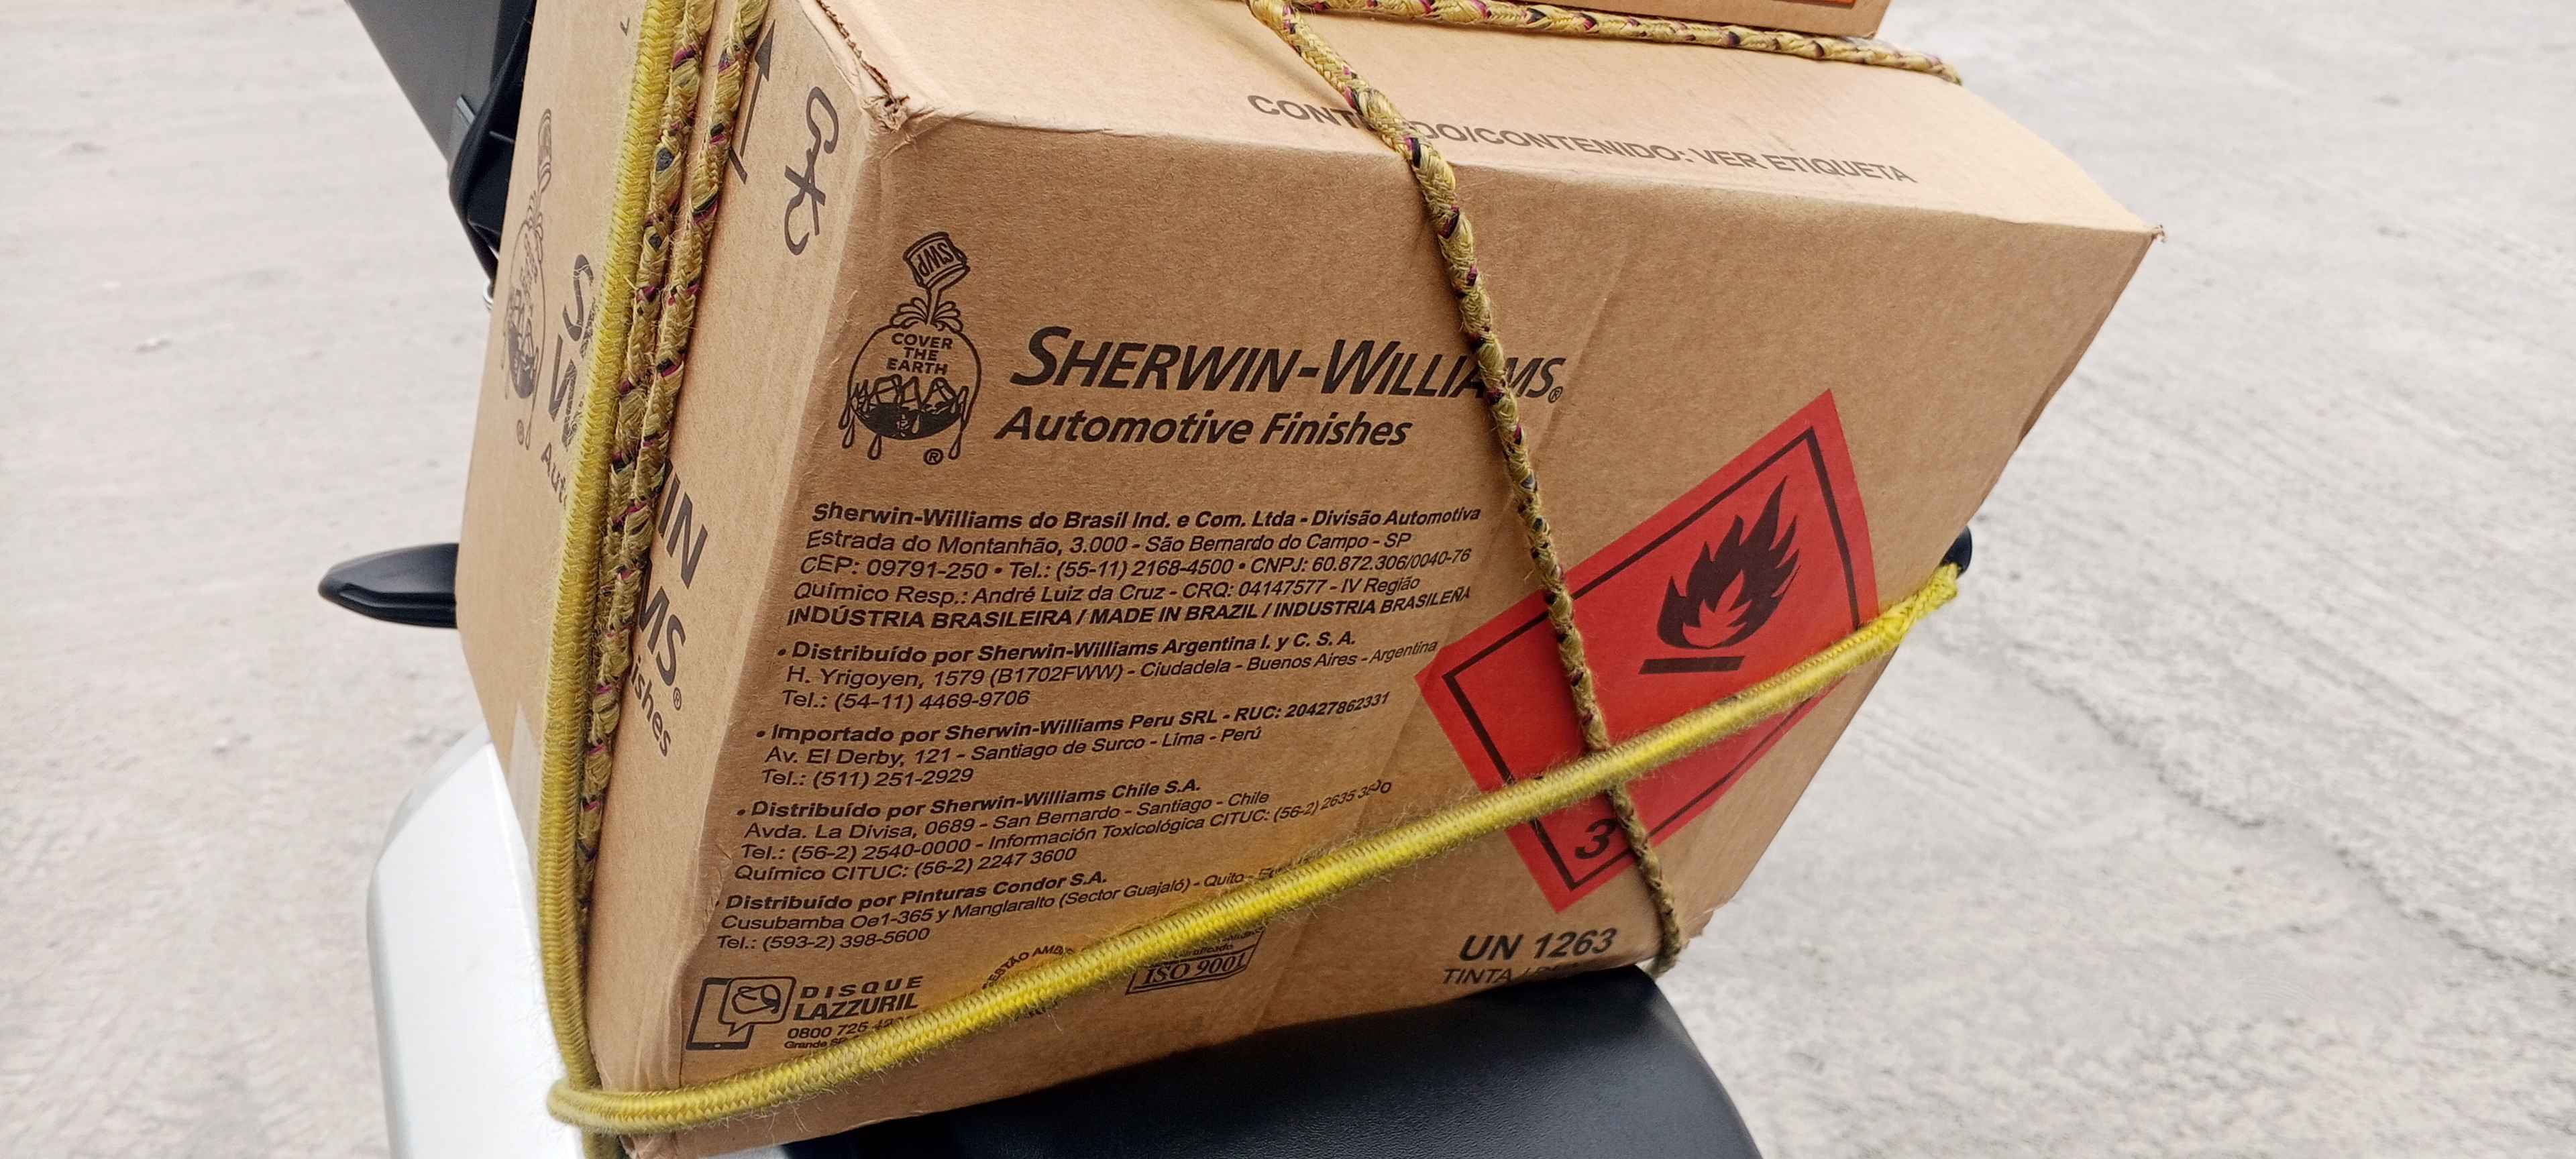 CONTENIDO: VER ETIQUETA
SWP
COVER
THE
EARTH
®
SHERWIN-WILLIAMS®
Automotive Finishes
Sherwin-Williams do Brasil Ind. e Com. Ltda - Divisão Automotiva
Estrada do Montanhão, 3.000 - São Bernardo do Campo - SP
CEP: 09791-250 • Tel.: (55-11) 2168-4500 • CNPJ: 60.872.306/0040-76
Químico Resp.: André Luiz da Cruz - CRQ: 04147577 - IV Região
INDÚSTRIA BRASILEIRA / MADE IN BRAZIL / INDUSTRIA BRASILEÑA
• Distribuído por Sherwin-Williams Argentina I. y C. S. A.
H. Yrigoyen, 1579 (B1702FWW) - Ciudadela - Buenos Aires - Argentina
Tel.: (54-11) 4469-9706
• Importado por Sherwin-Williams Peru SRL - RUC: 20427862331
Av. El Derby, 121 - Santiago de Surco - Lima - Perú
Tel.: (511) 251-2929
• Distribuído por Sherwin-Williams Chile S.A.
Avda. La Divisa, 0689 - San Bernardo - Santiago - Chile
Tel.: (56-2) 2540-0000 - Información Toxicológica CITUC: (56-2) 2635
Químico CITUC: (56-2) 2247 3600
• Distribuído por Pinturas Condor S.A.
Cusubamba Oe1-365 y Manglaralto (Sector Guajaló) - Quito -
Tel.: (593-2) 398-5600
DISQUE
LAZZURIL
0800 725
Grande
ISO 9001
3
UN 1263
TINTA /